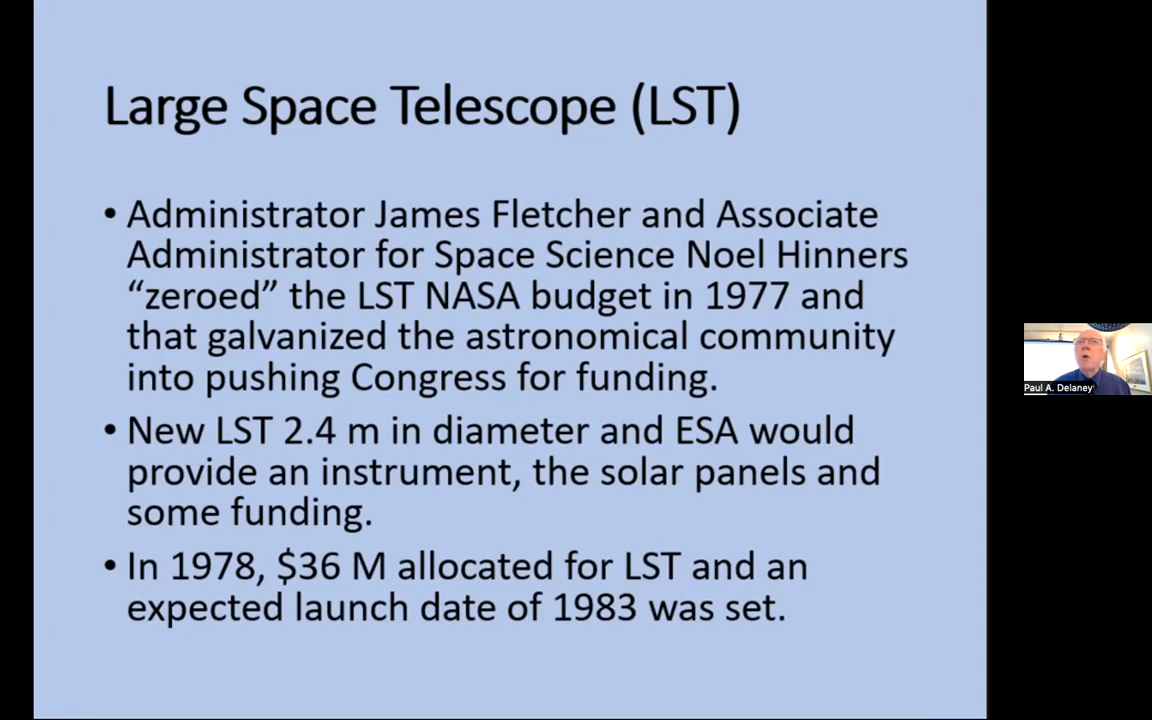 Large Space Telescope (LST)
• Administrator James Fletcher and Associate
Administrator for Space Science Noel Hinners
“zeroed” the LST NASA budget in 1977 and
that galvanized the astronomical community
into pushing Congress for funding.
• New LST 2.4 m in diameter and ESA would
provide an instrument, the solar panels and
some funding.
• In 1978, $36 M allocated for LST and an
expected launch date of 1983 was set.
Paul A. Delaney